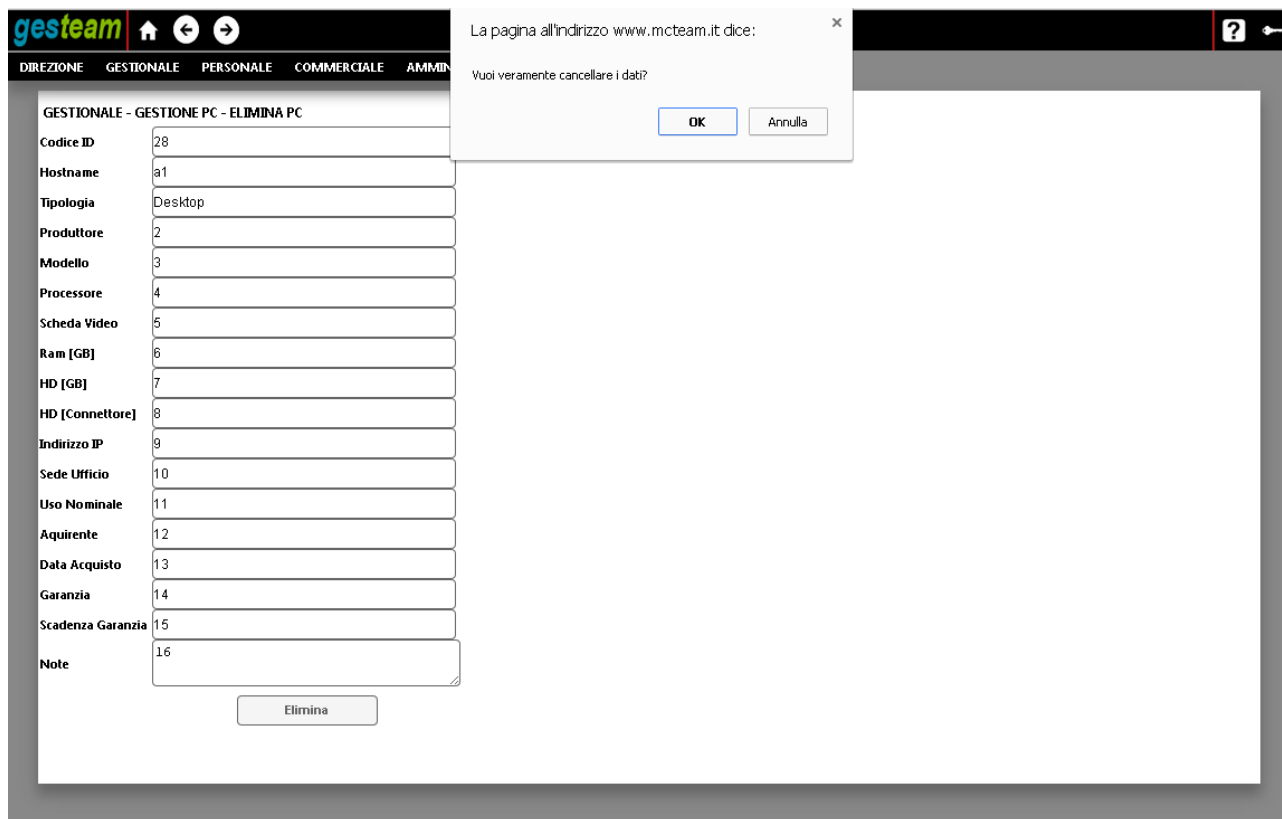 gesteam
La pagina all'indirizzo www.mcteam.it dice:
Vuoi veramente cancellare i dati?
OK Annulla
DIREZIONE GESTIONALE PERSONALE COMMERCIALE AMMIN
GESTIONALE - GESTIONE PC - ELIMINA PC
Codice ID 28
Hostname a1
Tipologia Desktop
Produttore 2
Modello 3
Processore 4
Scheda Video 5
Ram [GB] 6
HD [GB] 7
HD [Connettore] 8
Indirizzo IP 9
Sede Ufficio 10
Uso Nominale 11
Aquirente 12
Data Acquisto 13
Garanzia 14
Scadenza Garanzia 15
Note 16
Elimina